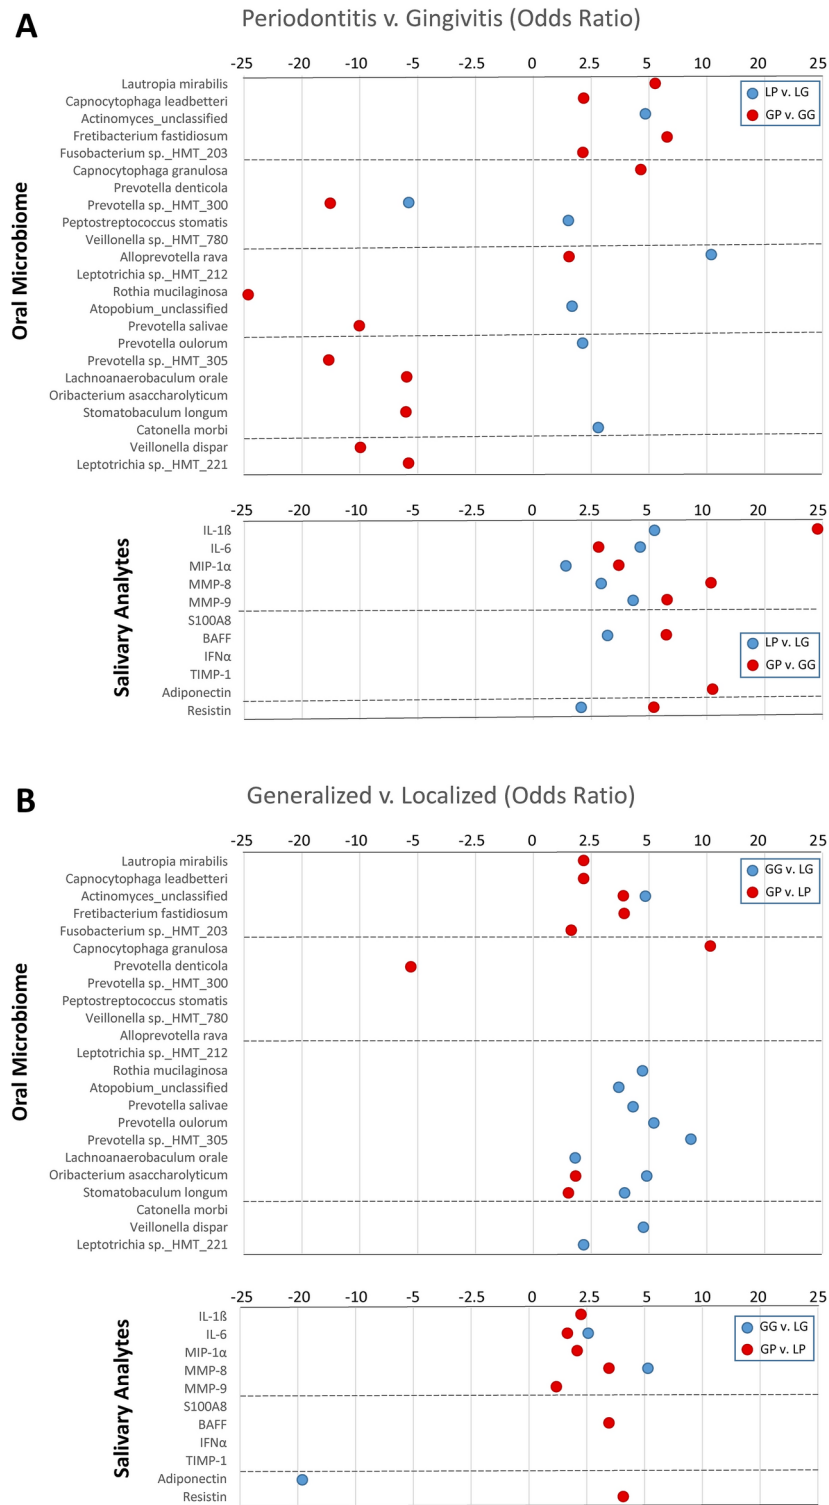 A
Periodontitis v. Gingivitis (Odds Ratio)
-25 -20 -10 -5 -2.5 0 2.5 5 10 20 25
Oral Microbiome
Lautropia mirabilis
Capnocytophaga leadbetteri
Actinomyces_unclassified
Fretibacterium fastidiosum
Fusobacterium sp._HMT_203
Capnocytophaga granulosa
Prevotella denticola
Prevotella sp._HMT_300
Peptostreptococcus stomatis
Veillonella sp._HMT_780
Alloprevotella rava
Leptotrichia sp._HMT_212
Rothia mucilaginosa
Atopobium_unclassified
Prevotella salivae
Prevotella oulorum
Prevotella sp._HMT_305
Lachnoanaerobaculum orale
Oribacterium asaccharolyticum
Stomatobaculum longum
Catonella morbi
Veillonella dispar
Leptotrichia sp._HMT_221
LP v. LG
GP v. GG
-25 -20 -10 -5 -2.5 0 2.5 5 10 20 25
Salivary Analytes
IL-1ß
IL-6
MIP-1α
MMP-8
MMP-9
S100A8
BAFF
IFNα
TIMP-1
Adiponectin
Resistin
LP v. LG
GP v. GG
B
Generalized v. Localized (Odds Ratio)
-25 -20 -10 -5 -2.5 0 2.5 5 10 20 25
Oral Microbiome
Lautropia mirabilis
Capnocytophaga leadbetteri
Actinomyces_unclassified
Fretibacterium fastidiosum
Fusobacterium sp._HMT_203
Capnocytophaga granulosa
Prevotella denticola
Prevotella sp._HMT_300
Peptostreptococcus stomatis
Veillonella sp._HMT_780
Alloprevotella rava
Leptotrichia sp._HMT_212
Rothia mucilaginosa
Atopobium_unclassified
Prevotella salivae
Prevotella oulorum
Prevotella sp._HMT_305
Lachnoanaerobaculum orale
Oribacterium asaccharolyticum
Stomatobaculum longum
Catonella morbi
Veillonella dispar
Leptotrichia sp._HMT_221
GG v. LG
GP v. LP
-25 -20 -10 -5 -2.5 0 2.5 5 10 20 25
Salivary Analytes
IL-1ß
IL-6
MIP-1α
MMP-8
MMP-9
S100A8
BAFF
IFNα
TIMP-1
Adiponectin
Resistin
GG v. LG
GP v. LP